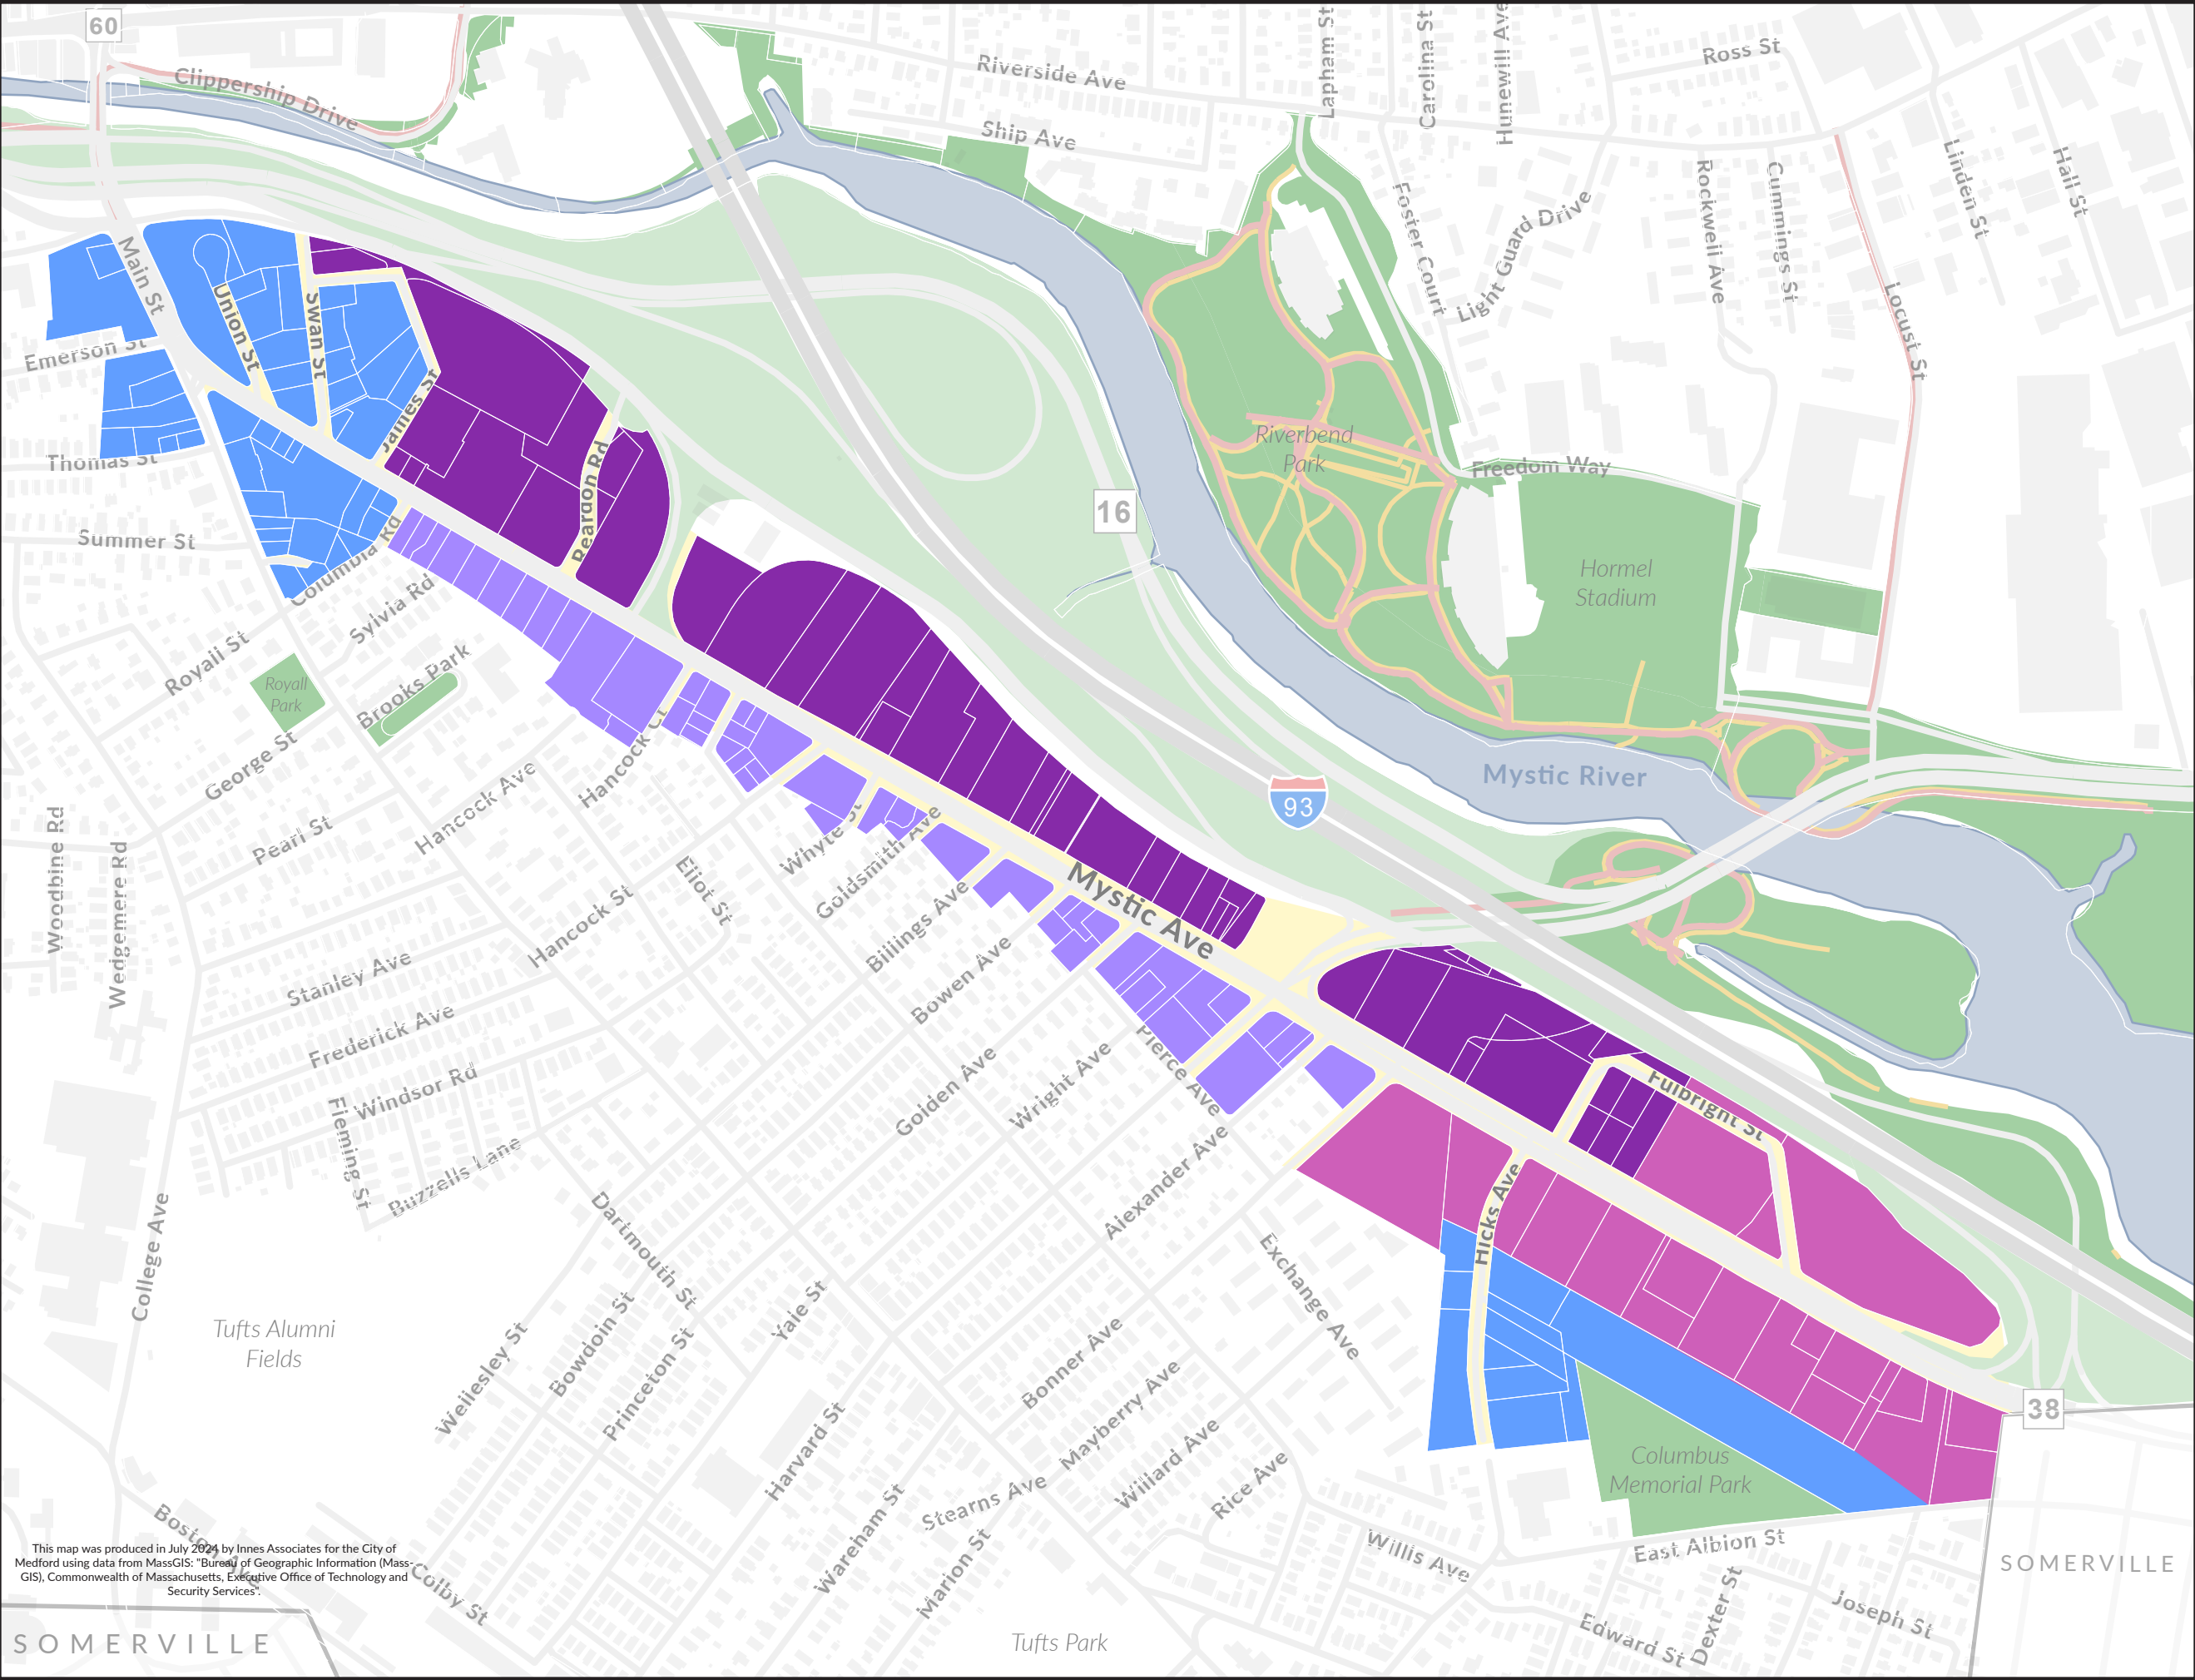 60
Clippership Drive
Riverside Ave
Ship Ave
Lapham St
Carolina St
Hunewill Ave
Ross St
Linden St
Hall St
Foster Court
Light Guard Drive
Rockwell Ave
Cummings St
Locust St
Main St
Union St
Swan St
Emerson St
James St
Thomas St
Reardon Rd
Summer St
Columbia Rd
Sylvia Rd
Royall St
Royall
Park
Brooks Park
George St
16
Riverbend
Park
Freedom Way
Hormel
Stadium
Mystic River
93
Hancock Ct
Hancock Ave
Pearl St
Woodbine Rd
Wedgemere Rd
Hancock St
Eliot St
Whyte St
Goldsmith Ave
Billings Ave
Bowen Ave
Mystic Ave
Stanley Ave
Frederick Ave
Windsor Rd
Fleming St
Buzzells Lane
Golden Ave
Wright Ave
Pierce Ave
Alexander Ave
Fulbright St
Hicks Ave
College Ave
Dartmouth St
Exchange Ave
Tufts Alumni
Fields
Wellesley St
Bowdoin St
Princeton St
Yale St
Harvard St
Bonner Ave
Mayberry Ave
Willard Ave
Rice Ave
Stearns Ave
Wareham St
Marion St
38
Columbus
Memorial Park
Willis Ave
East Albion St
Dexter St
Edward St
Joseph St
SOMERVILLE
Boston Ave
Colby St
This map was produced in July 2024 by Innes Associates for the City of
Medford using data from MassGIS: "Bureau of Geographic Information (Mass-
GIS), Commonwealth of Massachusetts, Executive Office of Technology and
Security Services".
SOMERVILLE
Tufts Park